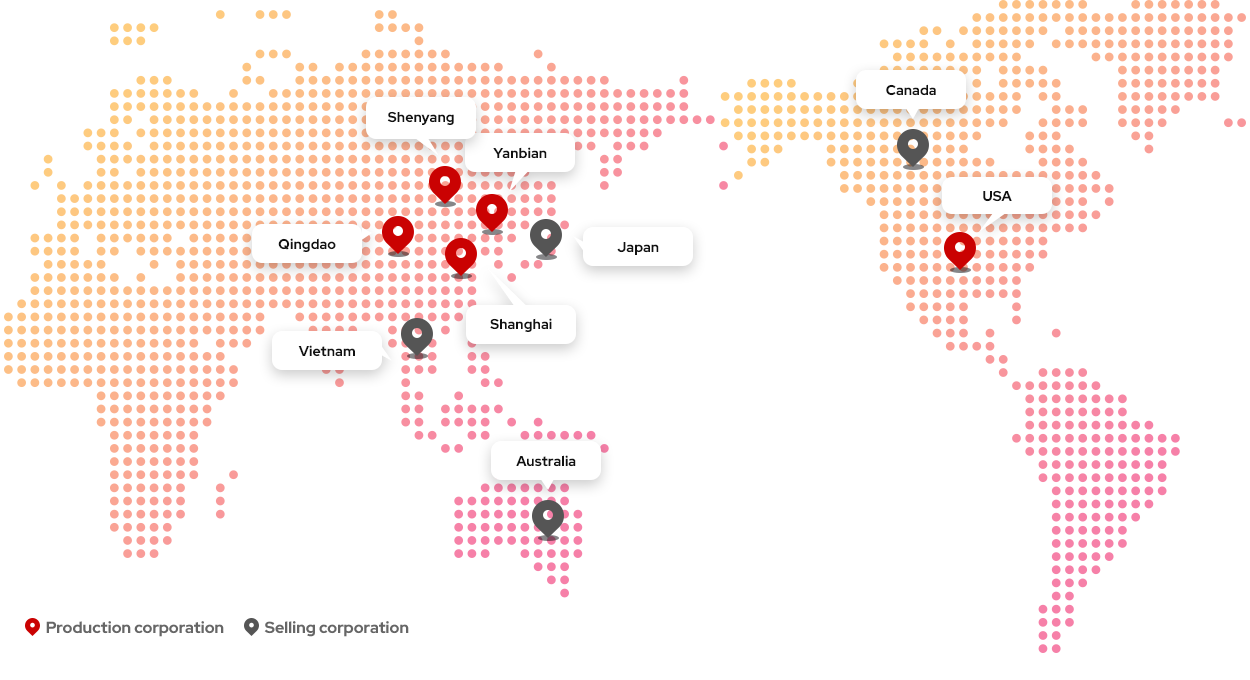 Canada
Shenyang
Yanbian
USA
Qingdao
Japan
Shanghai
Vietnam
Australia
Production corporation
Selling corporation